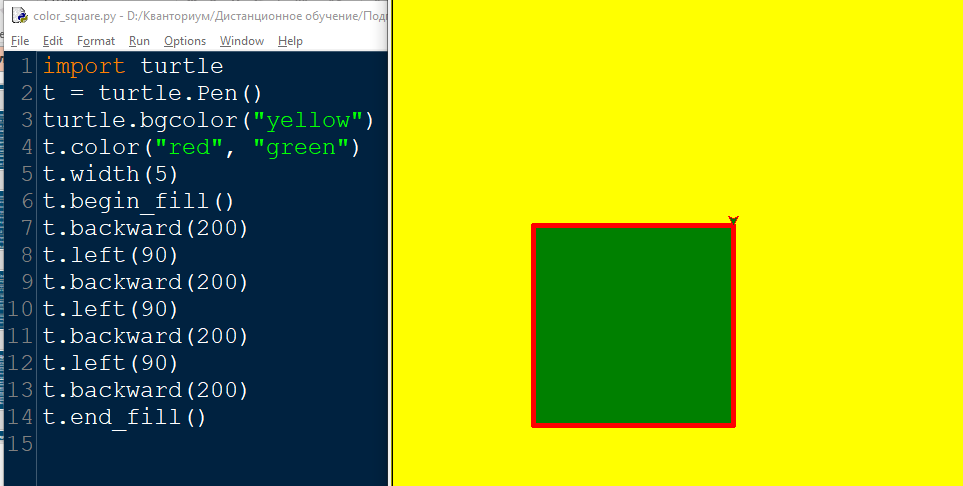 color_square.py - D:/Кванториум/Дистанционное обучение/Под
File Edit Format Run Options Window Help
1 import turtle
2 t = turtle.Pen()
3 turtle.bgcolor("yellow")
4 t.color("red", "green")
5 t.width(5)
6 t.begin_fill()
7 t.backward(200)
8 t.left(90)
9 t.backward(200)
10 t.left(90)
11 t.backward(200)
12 t.left(90)
13 t.backward(200)
14 t.end_fill()
15